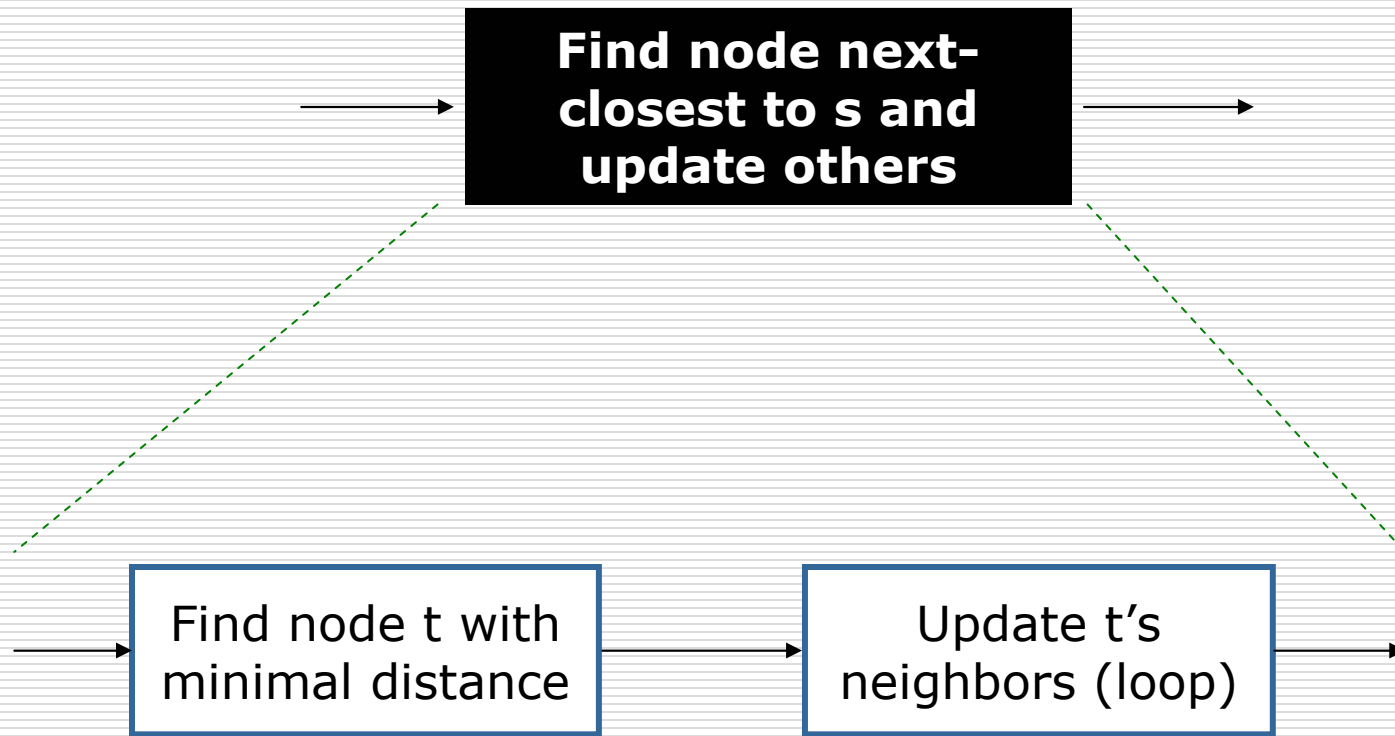 Find node next-
closest to s and
update others
Find node t with
minimal distance
Update t’s
neighbors (loop)